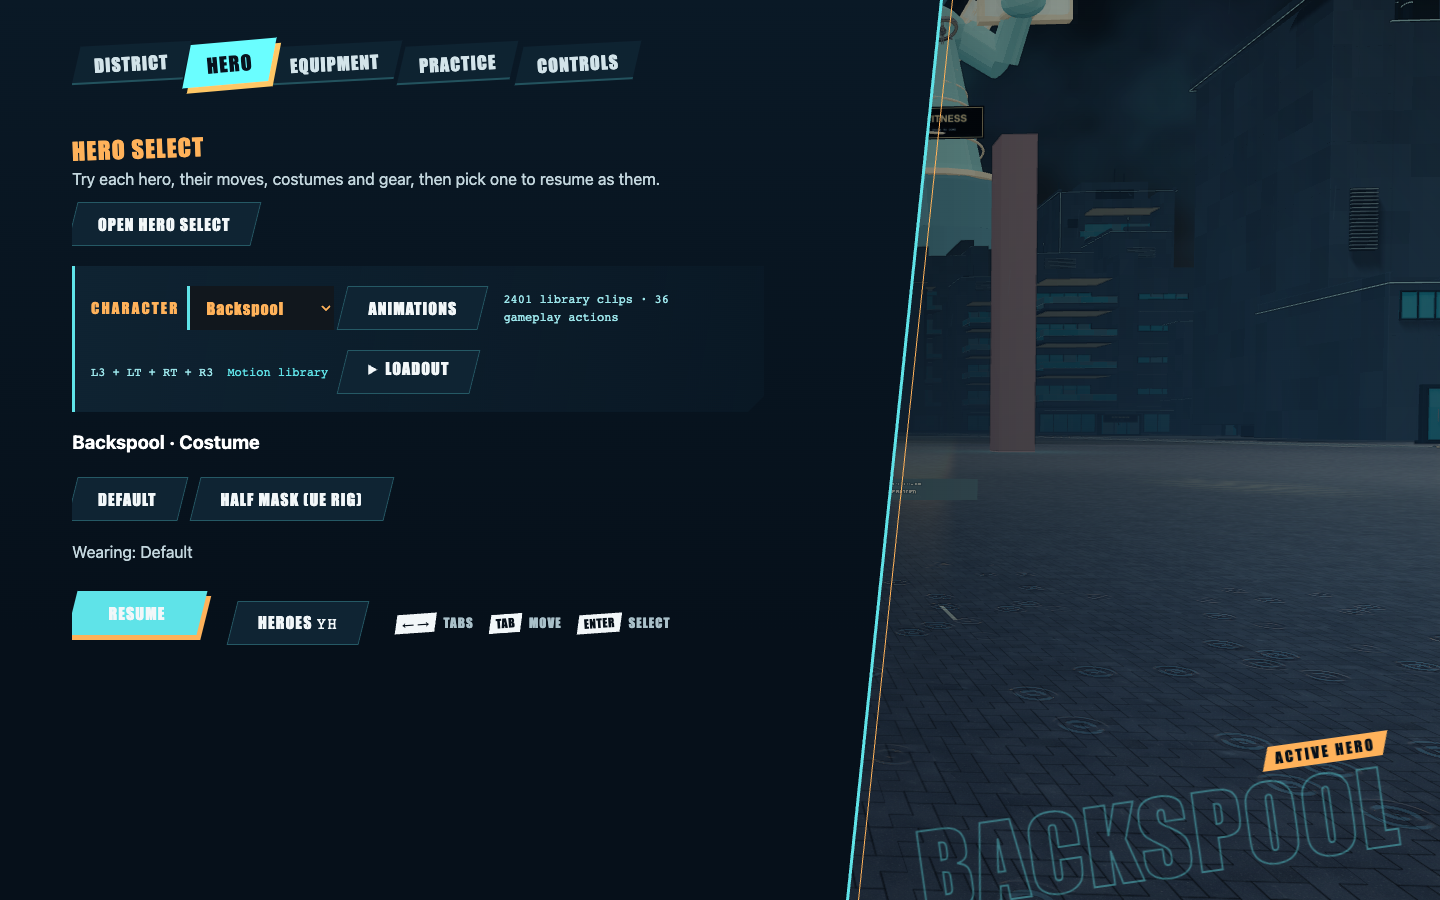 DISTRICT
HERO
EQUIPMENT
PRACTICE
CONTROLS
HERO SELECT
Try each hero, their moves, costumes and gear, then pick one to resume as them.
OPEN HERO SELECT
CHARACTER
Backspool
ANIMATIONS
2401 library clips · 36
gameplay actions
L3 + LT + RT + R3 Motion library
▶ LOADOUT
Backspool · Costume
DEFAULT
HALF MASK (UE RIG)
Wearing: Default
RESUME
HEROES YH
←→ TABS
TAB MOVE
ENTER SELECT
ITNESS
ACTIVE HERO
BACKSPOOL